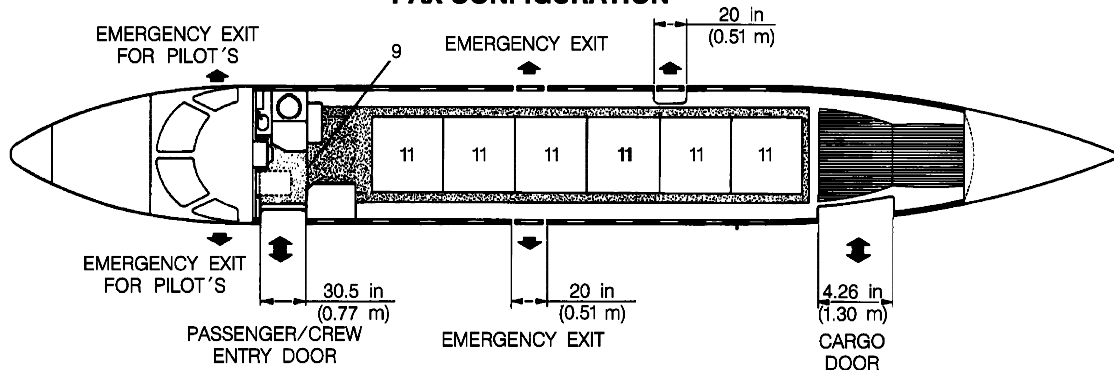 PAX CONFIGURATION
20 in
(0.51 m)
EMERGENCY EXIT
FOR PILOT'S
9
EMERGENCY EXIT
11 11 11 11 11 11
EMERGENCY EXIT
FOR PILOT'S
30.5 in
(0.77 m)
PASSENGER/CREW
ENTRY DOOR
20 in
(0.51 m)
EMERGENCY EXIT
4.26 in
(1.30 m)
CARGO
DOOR